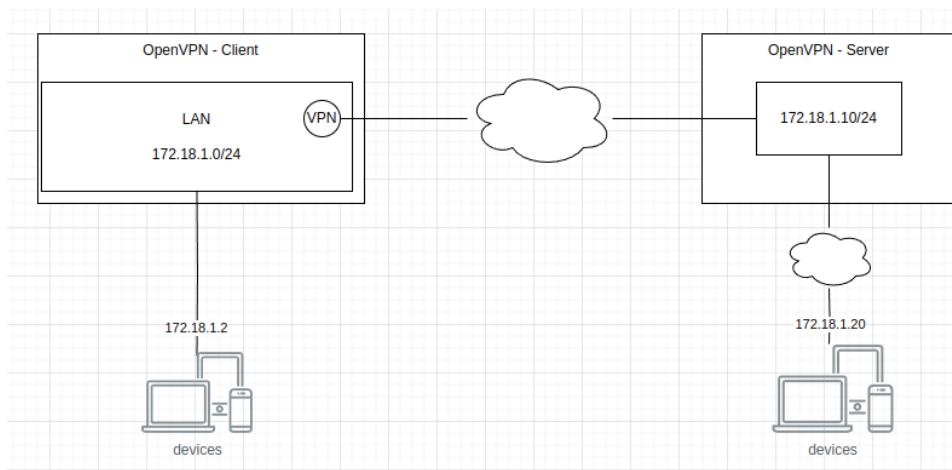 OpenVPN - Client
OpenVPN - Server
LAN
VPN
172.18.1.10/24
172.18.1.0/24
172.18.1.2
172.18.1.20
devices
devices